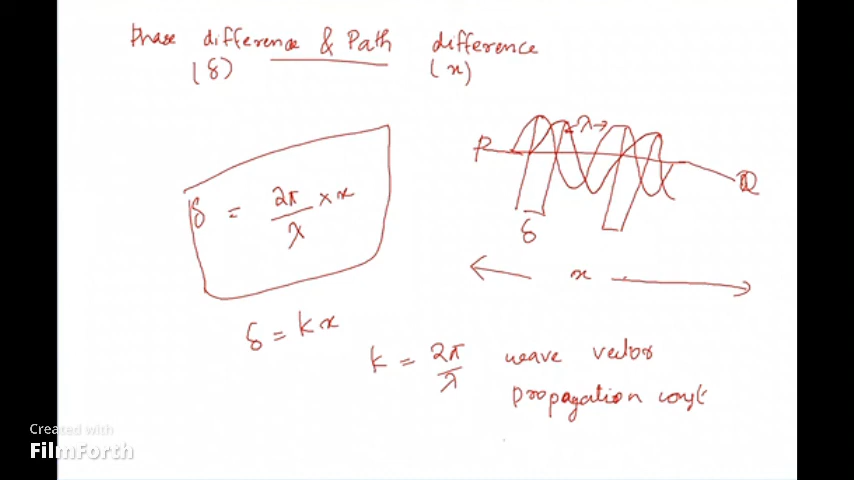 Phase difference & Path difference
(δ) (x)
P λ Q
δ = 2π/λ × x
δ
x
δ = kx
k = 2π/λ wave vector
propagation const
Created with
FilmForth